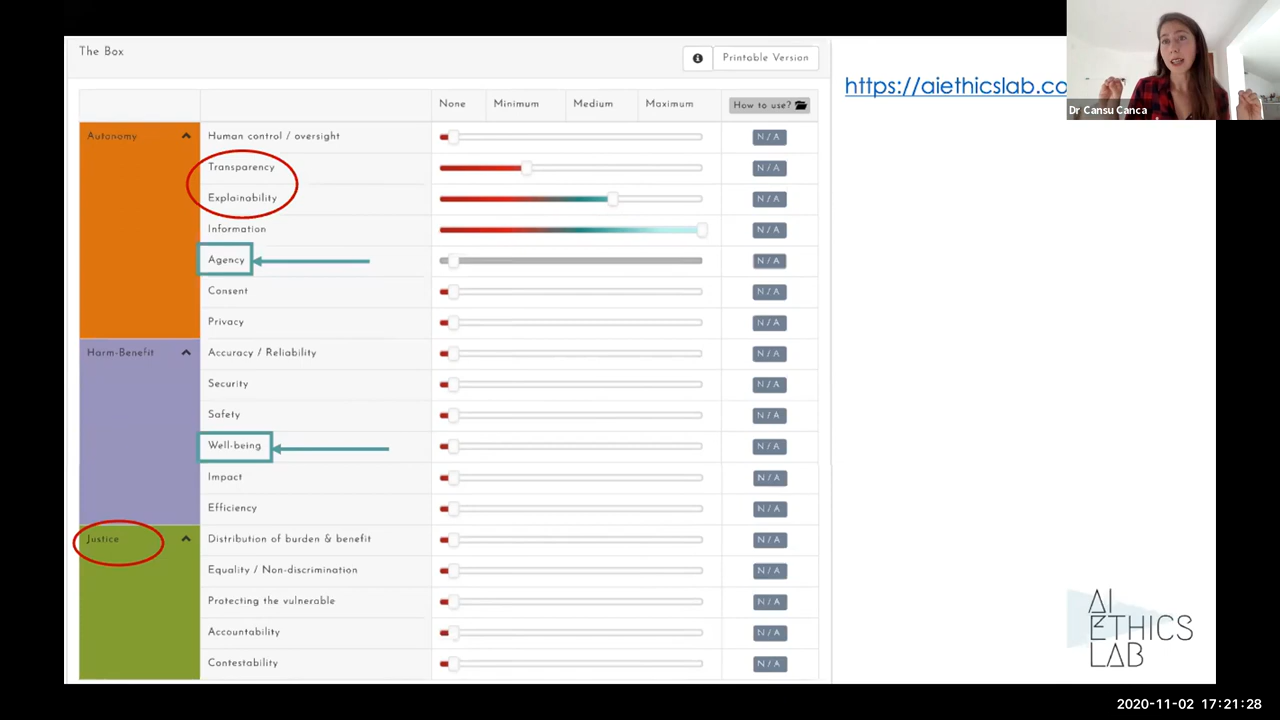 The Box
Printable Version
https://aiethicslab.co
Dr Cansu Canca
None Minimum Medium Maximum How to use?
Autonomy Human control / oversight N/A
Transparency N/A
Explainability N/A
Information N/A
Agency N/A
Consent N/A
Privacy N/A
Harm-Benefit Accuracy / Reliability N/A
Security N/A
Safety N/A
Well-being N/A
Impact N/A
Efficiency N/A
Justice Distribution of burden & benefit N/A
Equality / Non-discrimination N/A
Protecting the vulnerable N/A
Accountability N/A
Contestability N/A
AI
ETHICS
LAB
2020-11-02 17:21:28